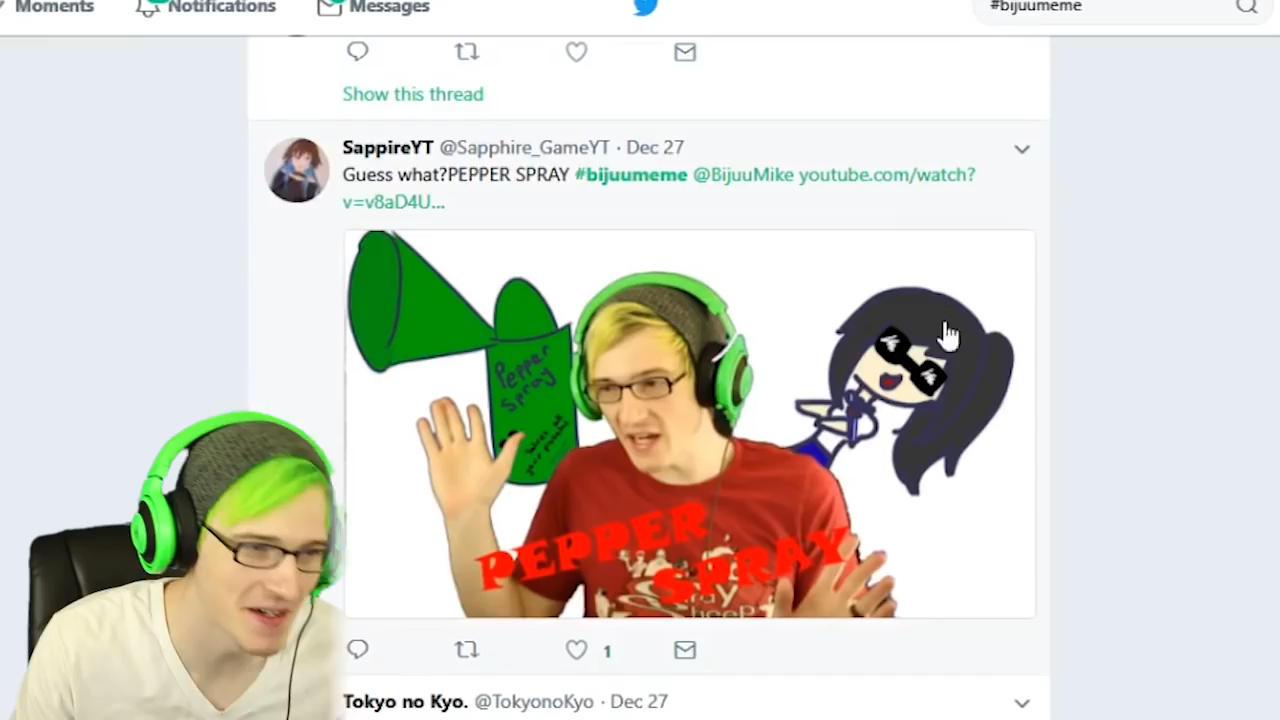 Moments
Notifications
Messages
#bijuumeme
Show this thread
SappireYT @Sapphire_GameYT · Dec 27
Guess what?PEPPER SPRAY #bijuumeme @BijuuMike youtube.com/watch?
v=v8aD4U...
Pepper
Spray
PEPPER
SPRAY
Sheep
1
Tokyo no Kyo. @TokyonoKyo · Dec 27